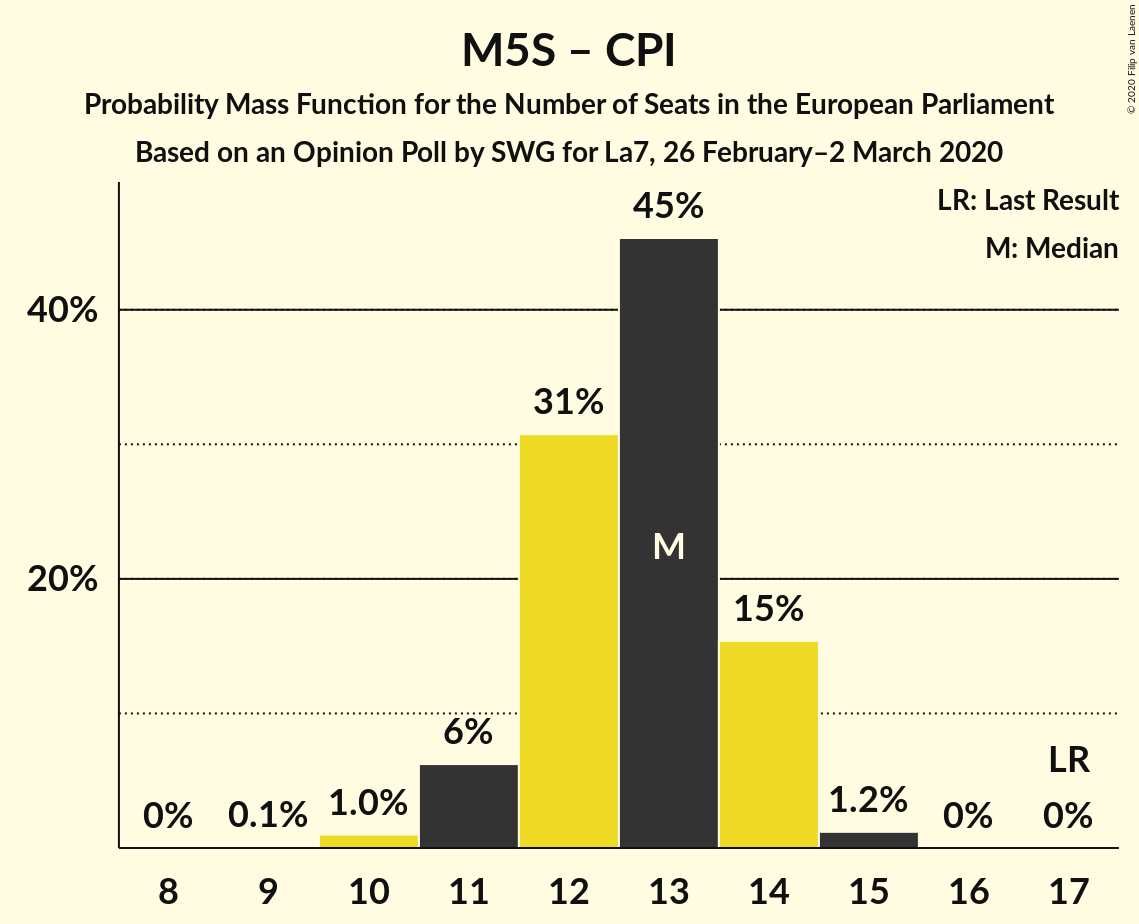 M5S – CPI
Probability Mass Function for the Number of Seats in the European Parliament
Based on an Opinion Poll by SWG for La7, 26 February–2 March 2020
© 2020 Filip van Laenen
LR: Last Result
M: Median
45%
40%
31%
M
20%
15%
6%
LR
0%
0.1%
1.0%
1.2%
0%
0%
8
9
10
11
12
13
14
15
16
17